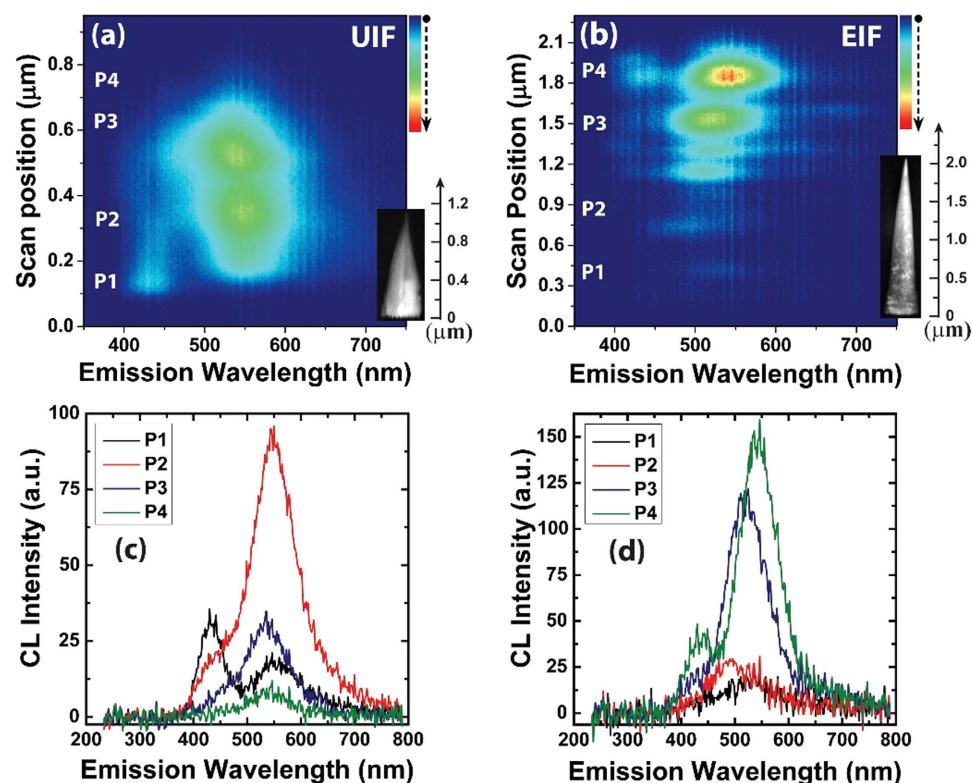 (a) UIF
Scan position (μm)
0.8
0.6
0.4
0.2
0.0
P4
P3
P2
P1
1.2
0.8
0.4
0
(μm)
400 500 600 700
Emission Wavelength (nm)
(b) EIF
Scan Position (μm)
2.1
1.8
1.5
1.2
0.9
0.6
0.3
0.0
P4
P3
P2
P1
2.0
1.5
1.0
0.5
0
(μm)
400 500 600 700
Emission Wavelength (nm)
CL Intensity (a.u.)
100
75
50
25
0
P1
P2
P3
P4
(c)
200 300 400 500 600 700 800
Emission Wavelength (nm)
CL Intensity (a.u.)
150
125
100
75
50
25
0
P1
P2
P3
P4
(d)
200 300 400 500 600 700 800
Emission Wavelength (nm)